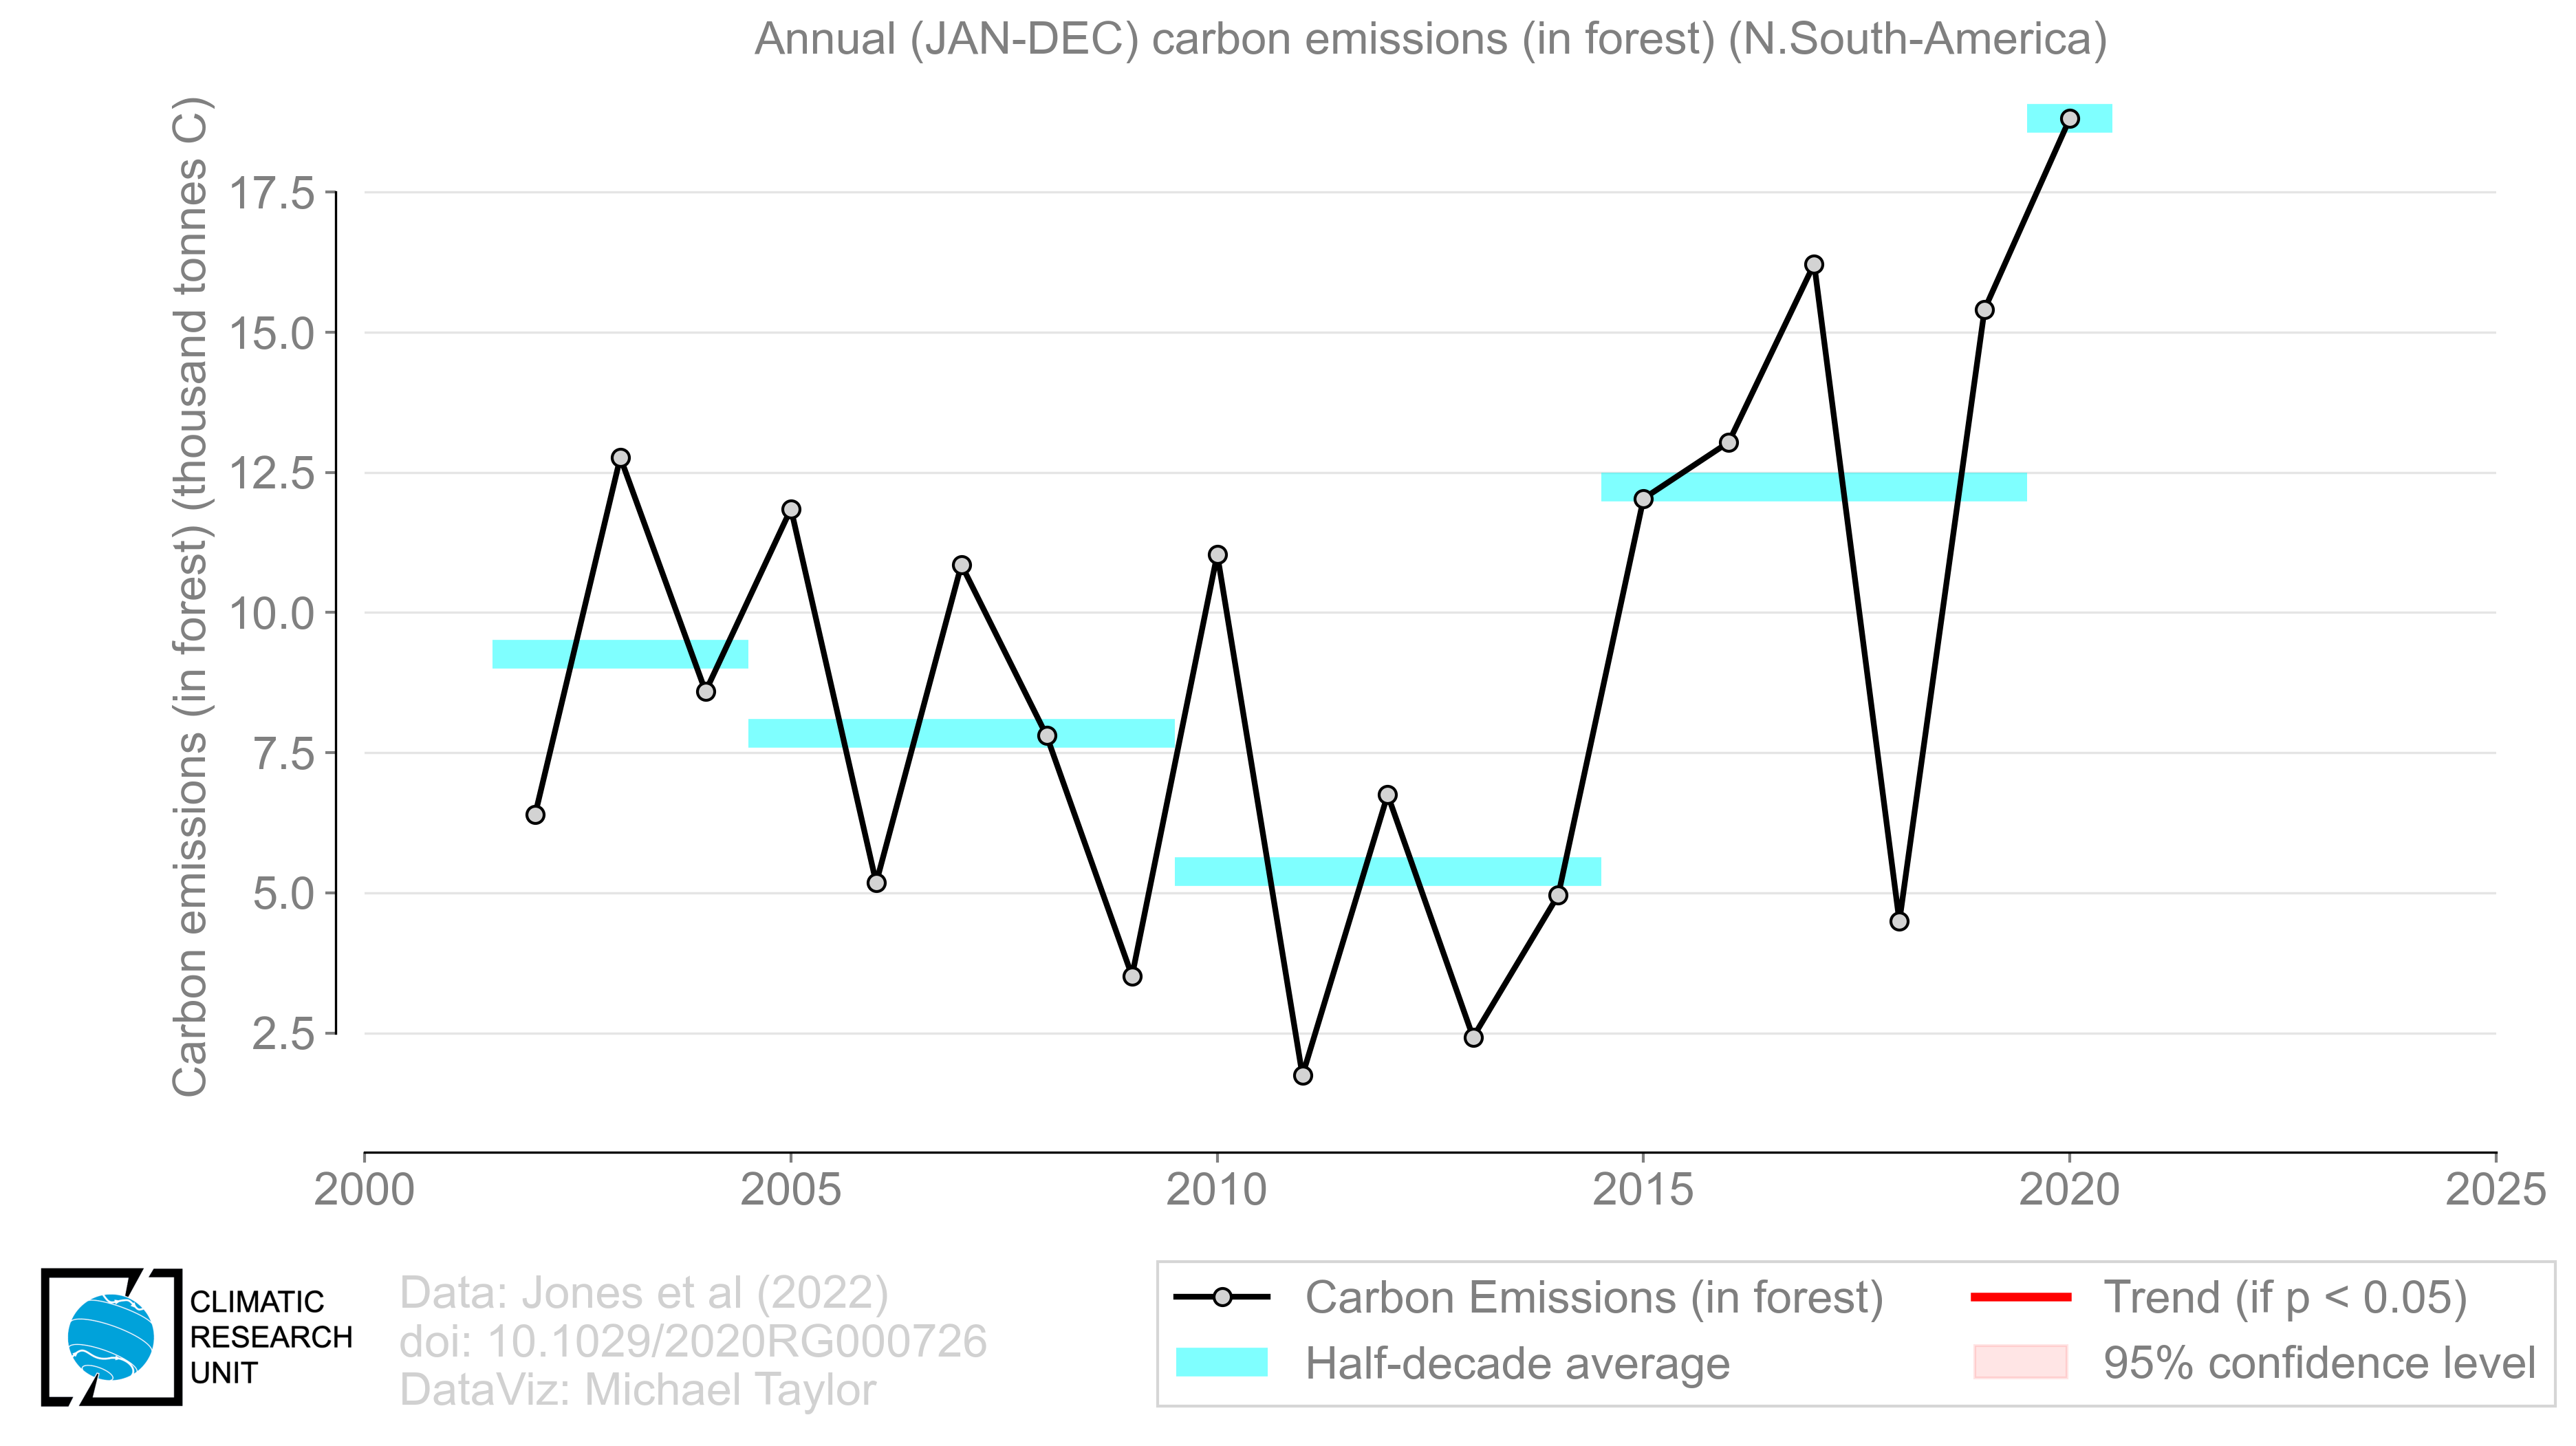 Annual (JAN-DEC) carbon emissions (in forest) (N.South-America)
Carbon emissions (in forest) (thousand tonnes C)
17.5
15.0
12.5
10.0
7.5
5.0
2.5
2000
2005
2010
2015
2020
2025
CLIMATIC
RESEARCH
UNIT
Data: Jones et al (2022)
doi: 10.1029/2020RG000726
DataViz: Michael Taylor
Carbon Emissions (in forest)
Half-decade average
Trend (if p < 0.05)
95% confidence level